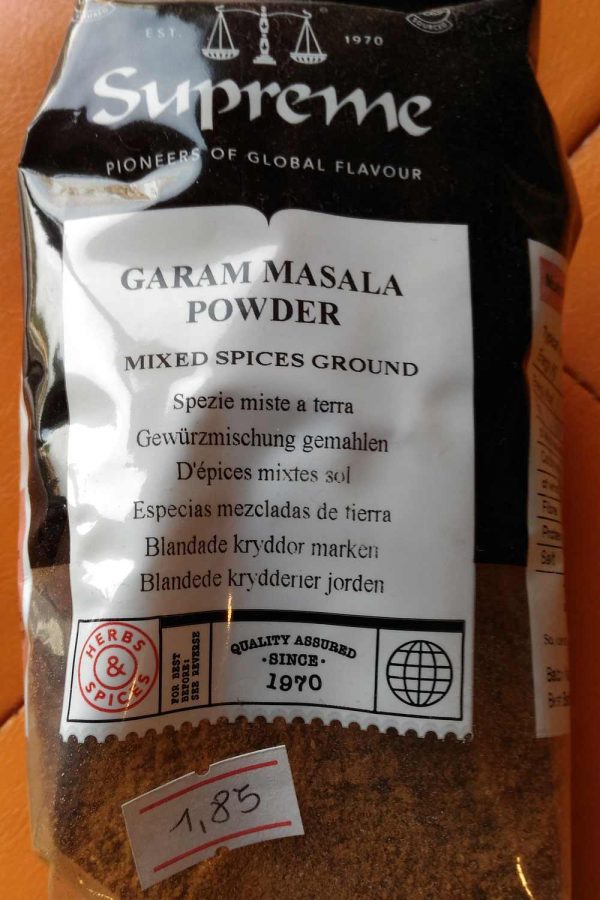 EST. 1970
Supreme
PIONEERS OF GLOBAL FLAVOUR
GARAM MASALA
POWDER
MIXED SPICES GROUND
Spezie miste a terra
Gewürzmischung gemahlen
D'épices mixtes sol
Especias mezcladas de tierra
Blandade kryddor marken
Blandede krydderier jorden
HERBS
&
SPICES
FOR BEST
BEFORE:
SEE REVERSE
QUALITY ASSURED
·SINCE·
1970
1,85
Salt